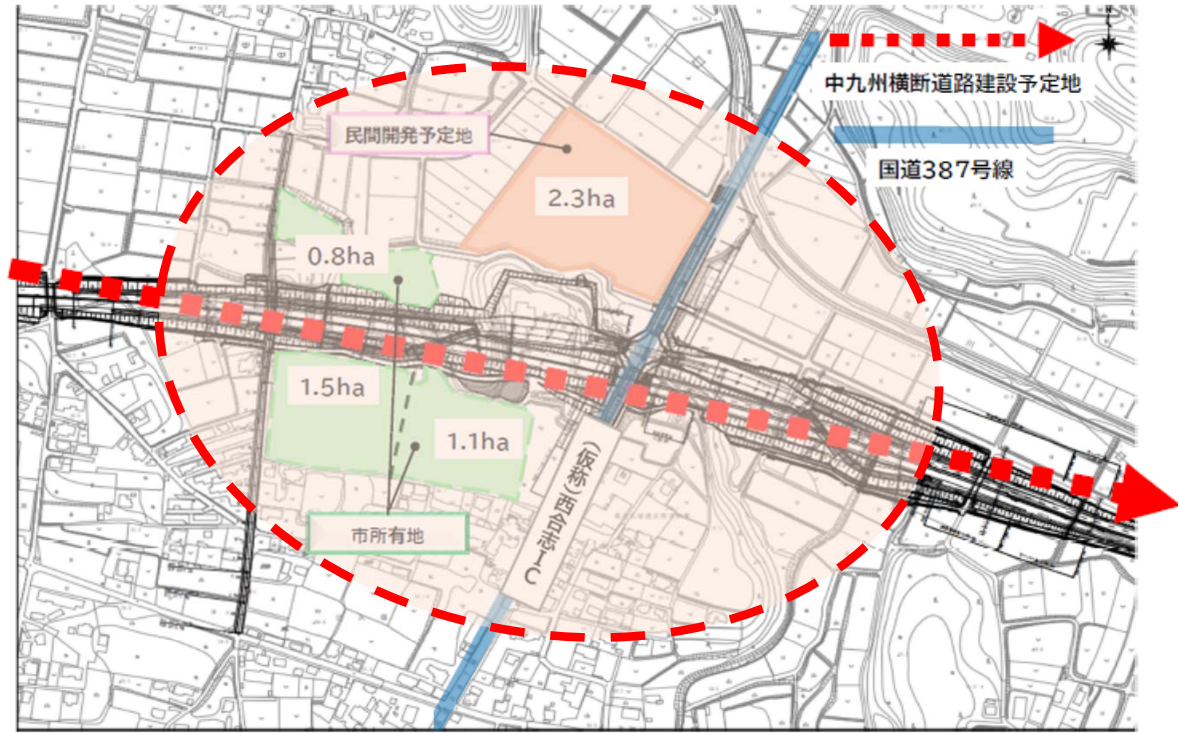 中九州横断道路建設予定地
国道387号線
民間開発予定地
2.3ha
0.8ha
1.5ha
1.1ha
市所有地
(仮称)西合志IC